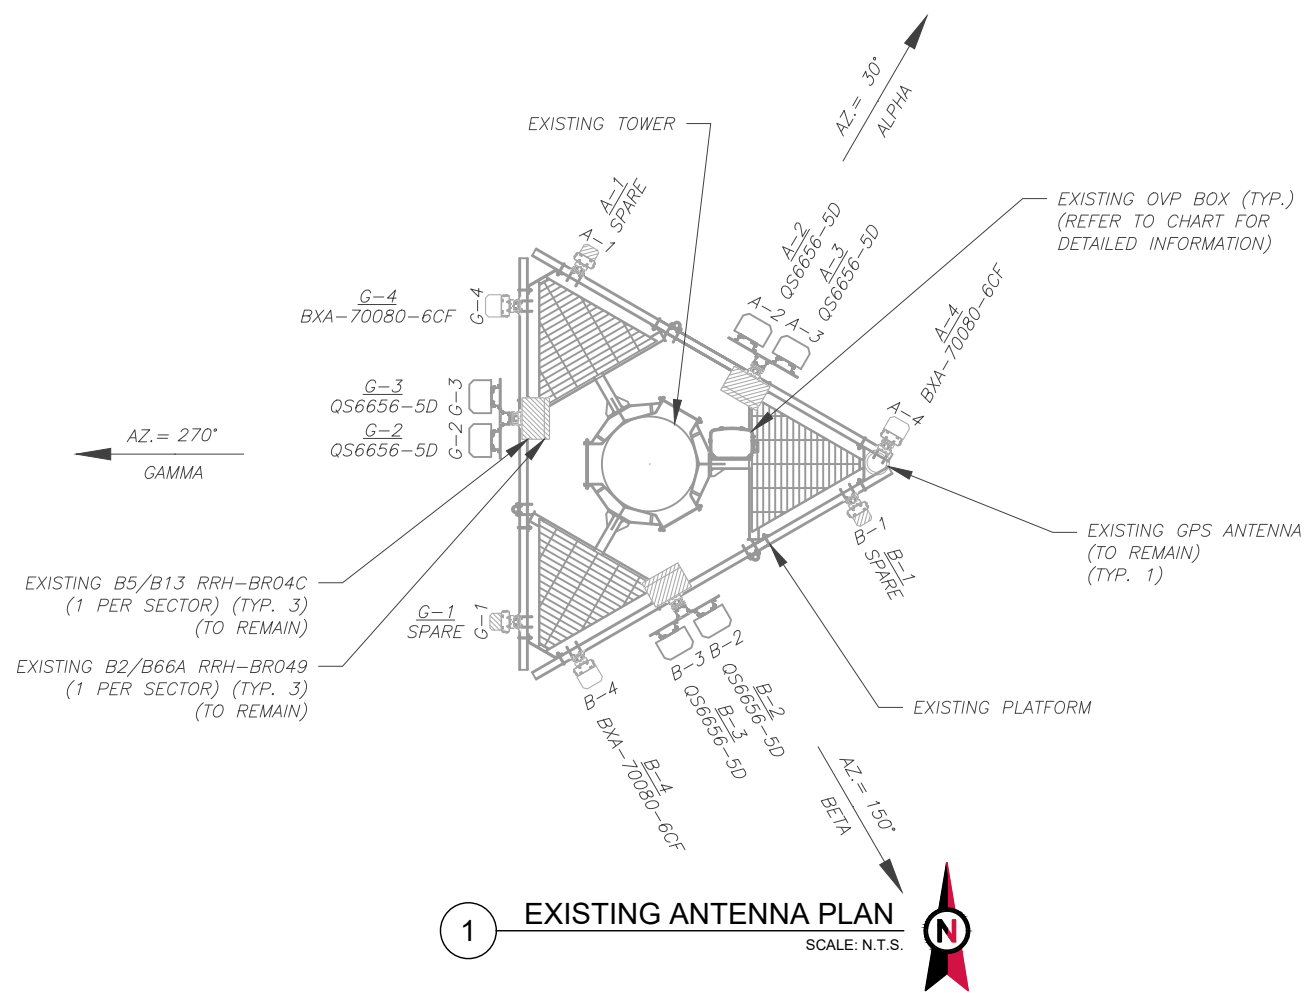 AZ.= 30°
ALPHA
EXISTING TOWER
A-1
SPARE
A-1
EXISTING OVP BOX (TYP.)
(REFER TO CHART FOR
DETAILED INFORMATION)
A-2
QS6656-5D
A-3
QS6656-5D
A-2
A-3
A-4
BXA-70080-6CF
A-4
G-4
BXA-70080-6CF
G-4
G-3
QS6656-5D
G-3
G-2
QS6656-5D
G-2
AZ.= 270°
GAMMA
EXISTING GPS ANTENNA
(TO REMAIN)
(TYP. 1)
B-1
B-1
SPARE
EXISTING B5/B13 RRH-BR04C
(1 PER SECTOR) (TYP. 3)
(TO REMAIN)
G-1
SPARE
G-1
EXISTING B2/B66A RRH-BR049
(1 PER SECTOR) (TYP. 3)
(TO REMAIN)
B-3
B-2
B-2
QS6656-5D
B-3
QS6656-5D
B-4
B-4
BXA-70080-6CF
EXISTING PLATFORM
AZ.= 150°
BETA
1
EXISTING ANTENNA PLAN
SCALE: N.T.S.
N